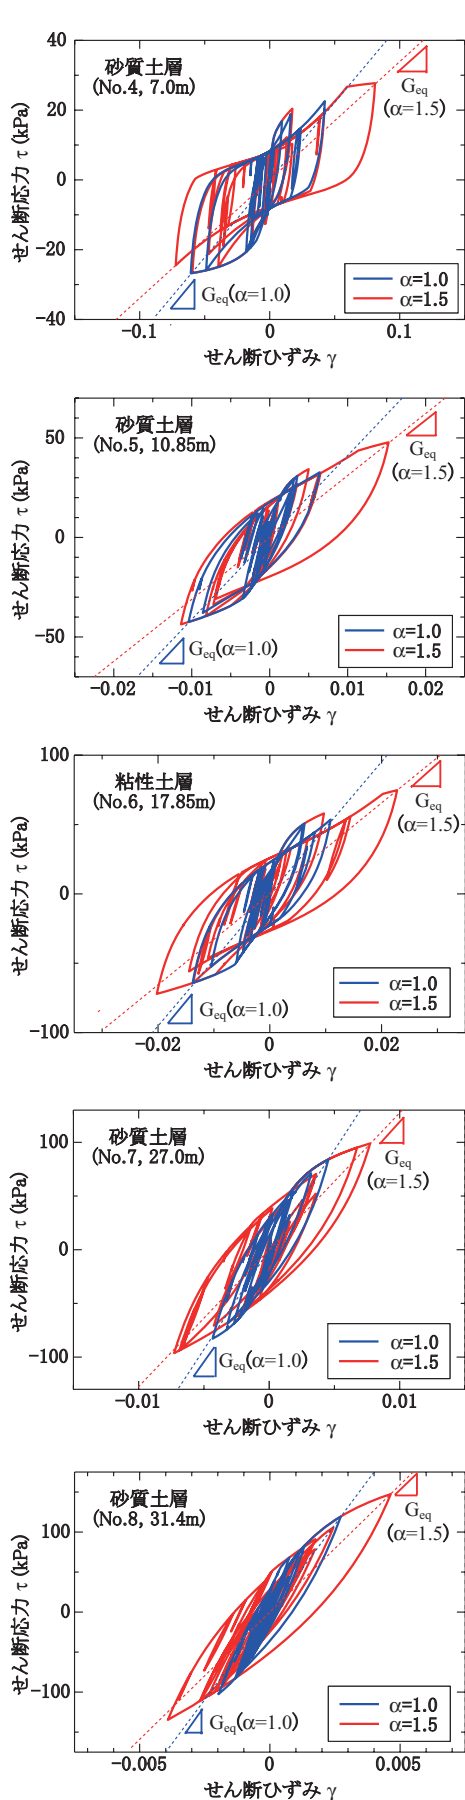 40
砂質土層
(No.4, 7.0m)
Geq
(α=1.5)
20
0
-20
-40
せん断応力 τ (kPa)
Geq(α=1.0)
α=1.0
α=1.5
-0.1
0
0.1
せん断ひずみ γ
砂質土層
(No.5, 10.85m)
Geq
(α=1.5)
50
0
-50
せん断応力 τ (kPa)
Geq(α=1.0)
α=1.0
α=1.5
-0.02
-0.01
0
0.01
0.02
せん断ひずみ γ
100
粘性土層
(No.6, 17.85m)
Geq
(α=1.5)
0
-100
せん断応力 τ (kPa)
Geq(α=1.0)
α=1.0
α=1.5
-0.02
0
0.02
せん断ひずみ γ
砂質土層
(No.7, 27.0m)
Geq
(α=1.5)
100
0
-100
せん断応力 τ (kPa)
Geq(α=1.0)
α=1.0
α=1.5
-0.01
0
0.01
せん断ひずみ γ
砂質土層
(No.8, 31.4m)
Geq
(α=1.5)
100
0
-100
せん断応力 τ (kPa)
Geq(α=1.0)
α=1.0
α=1.5
-0.005
0
0.005
せん断ひずみ γ